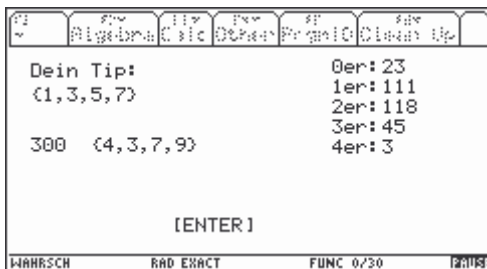 Algebra Calc Other PrgmIO Clean Up
Dein Tip:
{1,3,5,7}
300 {4,3,7,9}
0er: 23
1er: 111
2er: 118
3er: 45
4er: 3
[ENTER]
WAHRSCH RAD EXACT FUNC 0/30 PAUSE